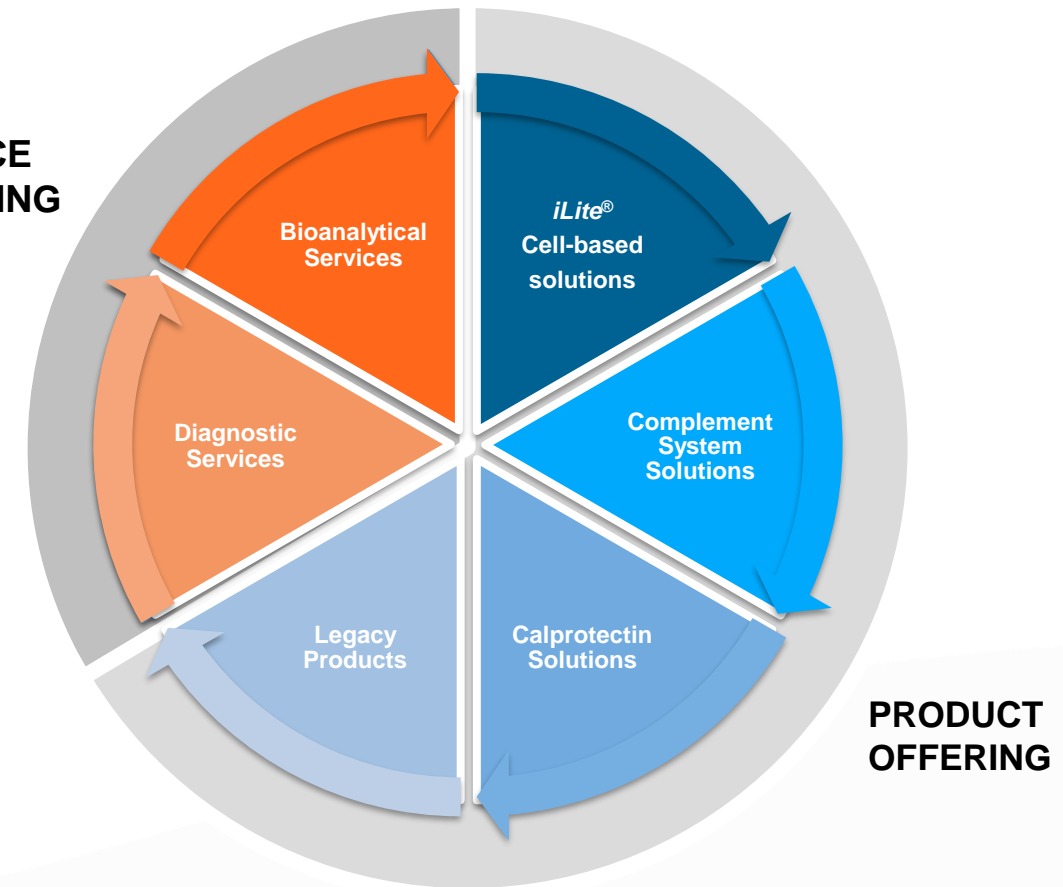 CE
ING
Bioanalytical
Services
iLite®
Cell-based
solutions
Diagnostic
Services
Complement
System
Solutions
Legacy
Products
Calprotectin
Solutions
PRODUCT
OFFERING